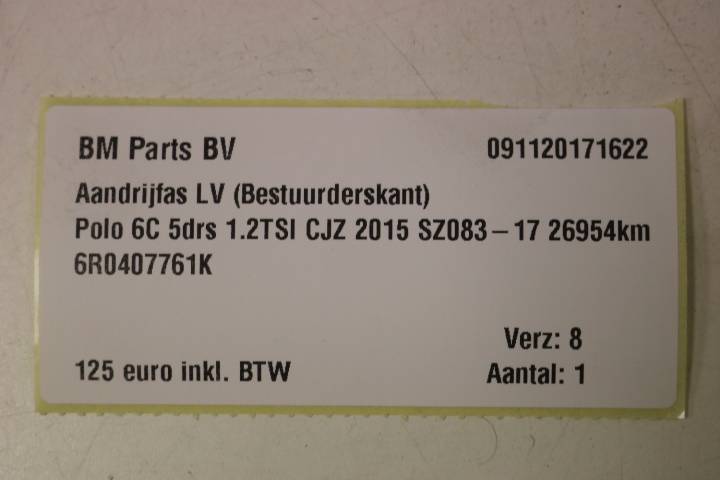 BM Parts BV 091120171622
Aandrijfas LV (Bestuurderskant)
Polo 6C 5drs 1.2TSI CJZ 2015 SZ083-17 26954km
6R0407761K
Verz: 8
125 euro inkl. BTW Aantal: 1